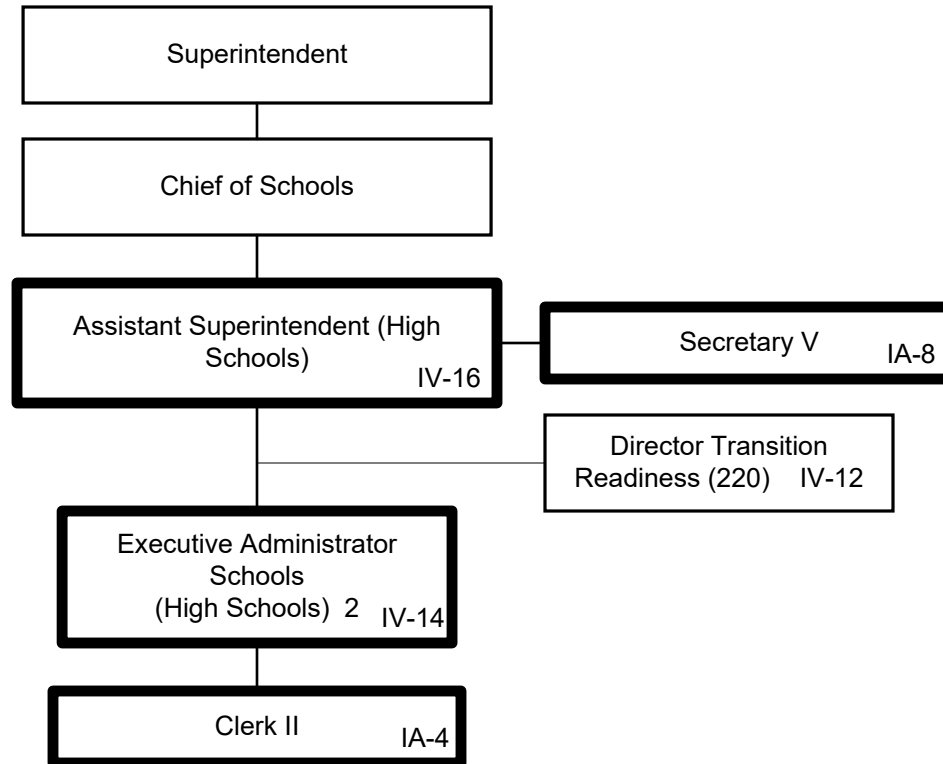 Superintendent
Chief of Schools
Assistant Superintendent (High
Schools)
IV-16
Secretary V
IA-8
Director Transition
Readiness (220) IV-12
Executive Administrator
Schools
(High Schools) 2
IV-14
Clerk II
IA-4